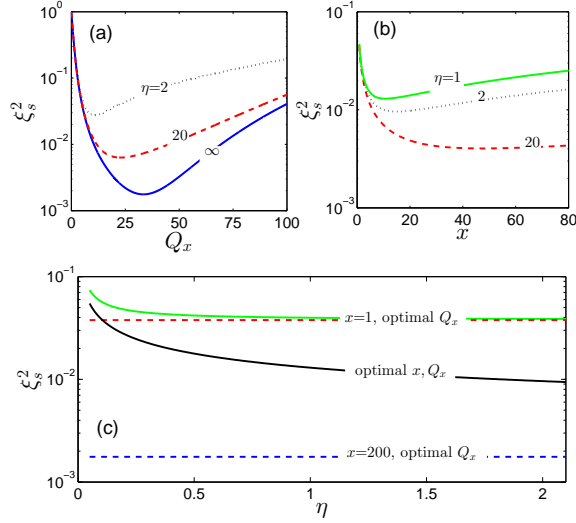 (a)
ξ_s^2
10^0
10^-1
10^-2
10^-3
η=2
20
∞
0 25 50 75 100
Q_x
(b)
ξ_s^2
10^-1
10^-2
10^-3
η=1
2
20
0 20 40 60 80
x
(c)
ξ_s^2
10^-1
10^-2
10^-3
x=1, optimal Q_x
optimal x, Q_x
x=200, optimal Q_x
0 0.5 1 1.5 2
η